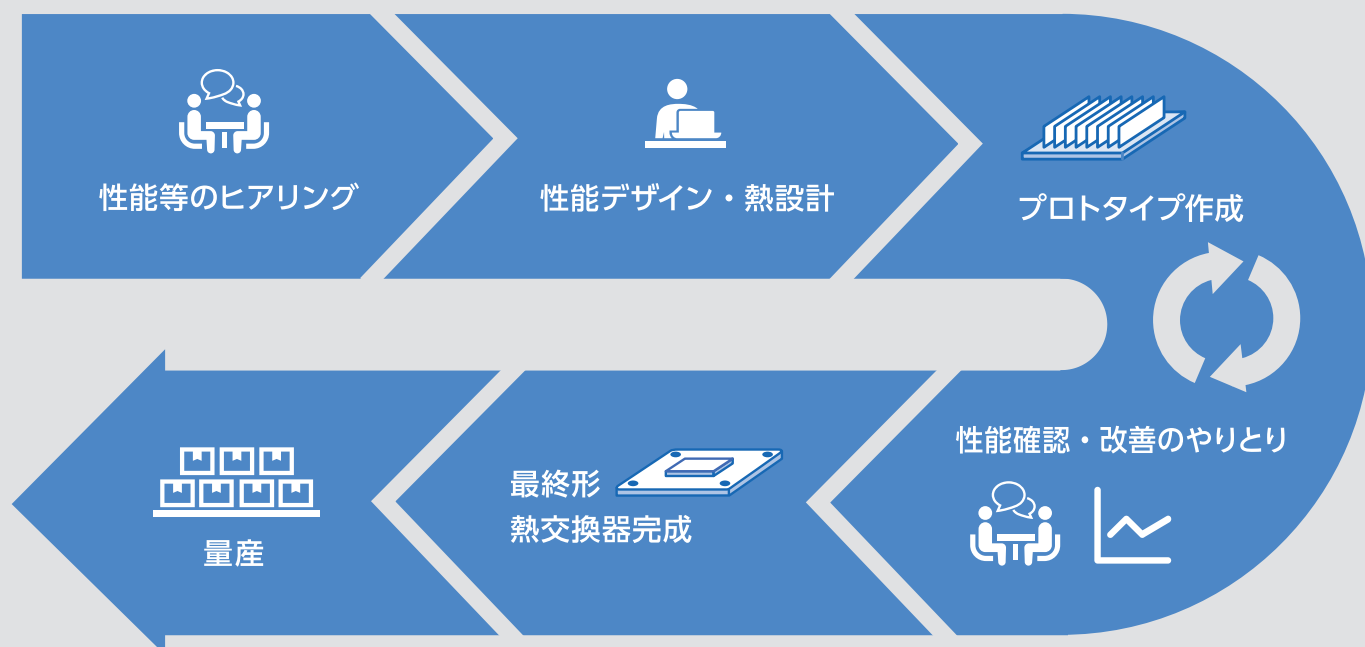 性能等のヒアリング
性能デザイン・熱設計
プロトタイプ作成
性能確認・改善のやりとり
最終形
熱交換器完成
量産